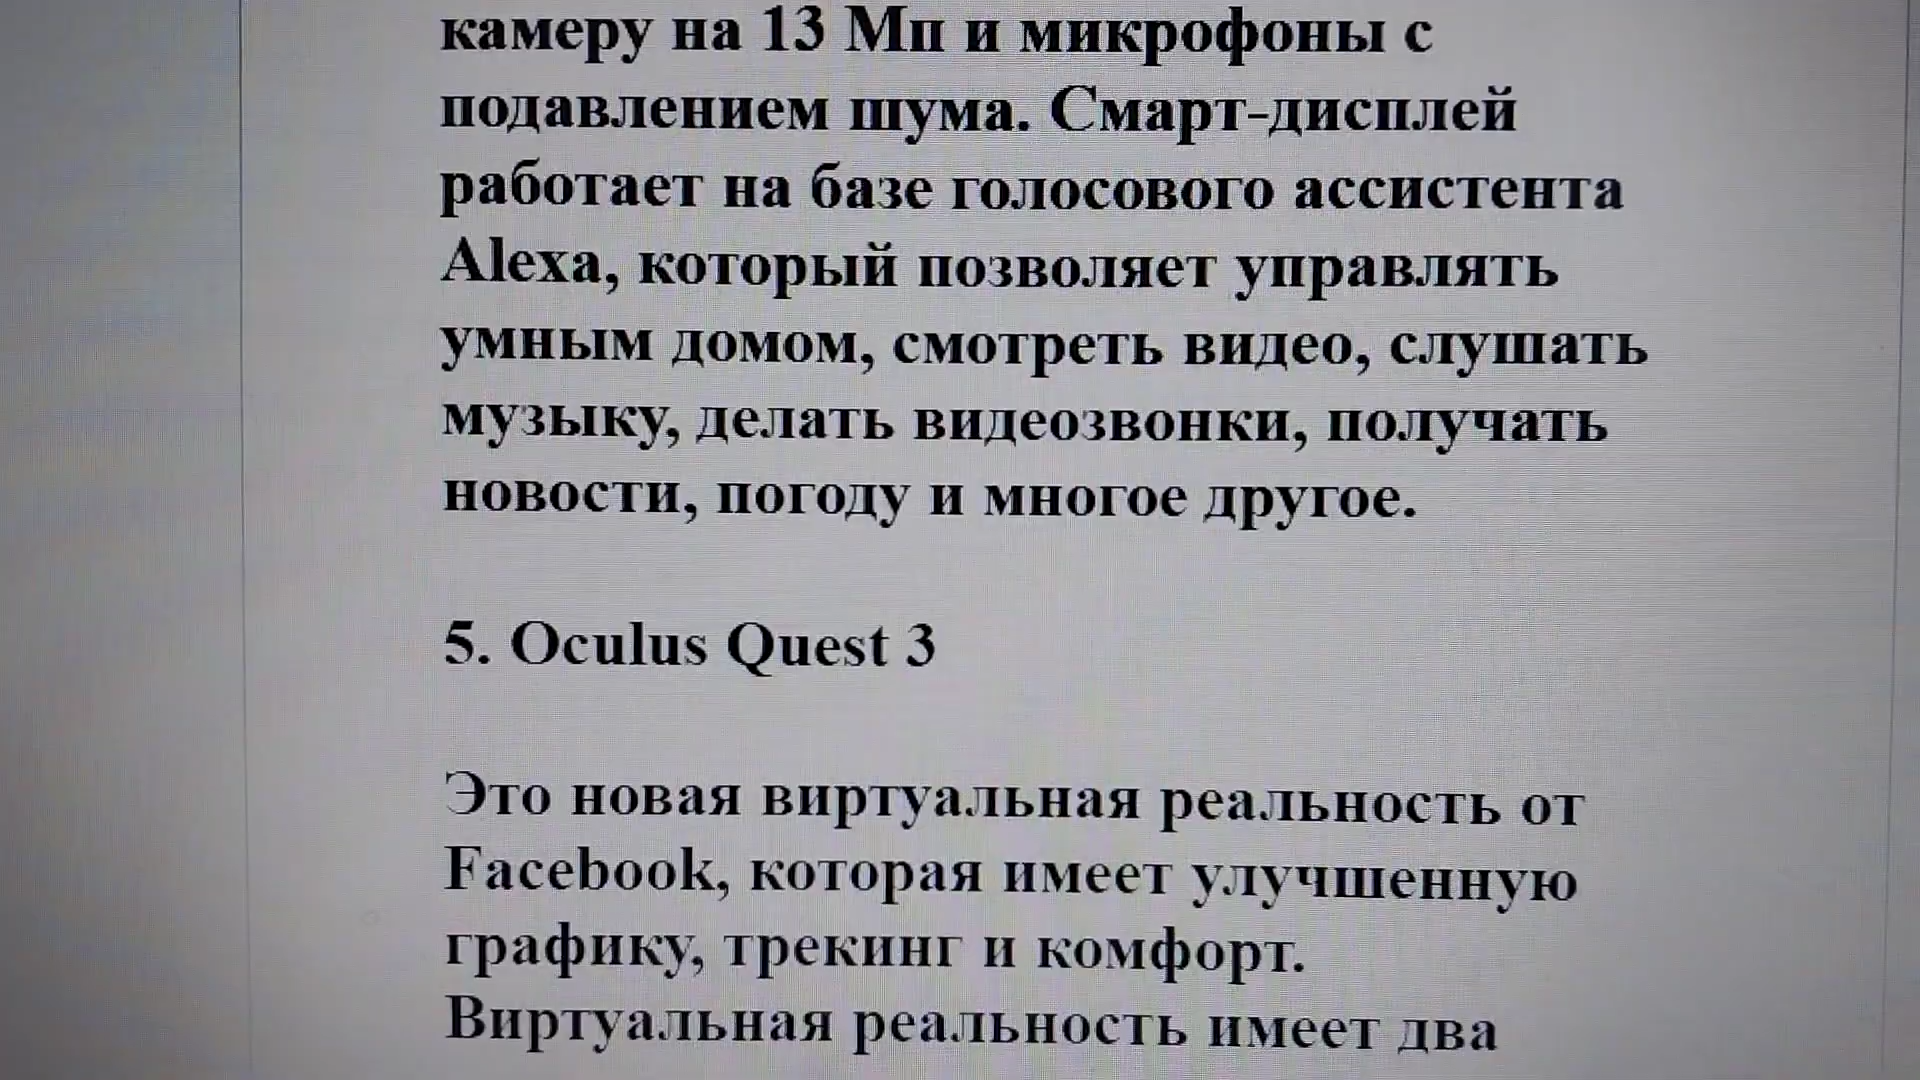 камеру на 13 Мп и микрофоны с
подавлением шума. Смарт-дисплей
работает на базе голосового ассистента
Alexa, который позволяет управлять
умным домом, смотреть видео, слушать
музыку, делать видеозвонки, получать
новости, погоду и многое другое.
5. Oculus Quest 3
Это новая виртуальная реальность от
Facebook, которая имеет улучшенную
графику, трекинг и комфорт.
Виртуальная реальность имеет два